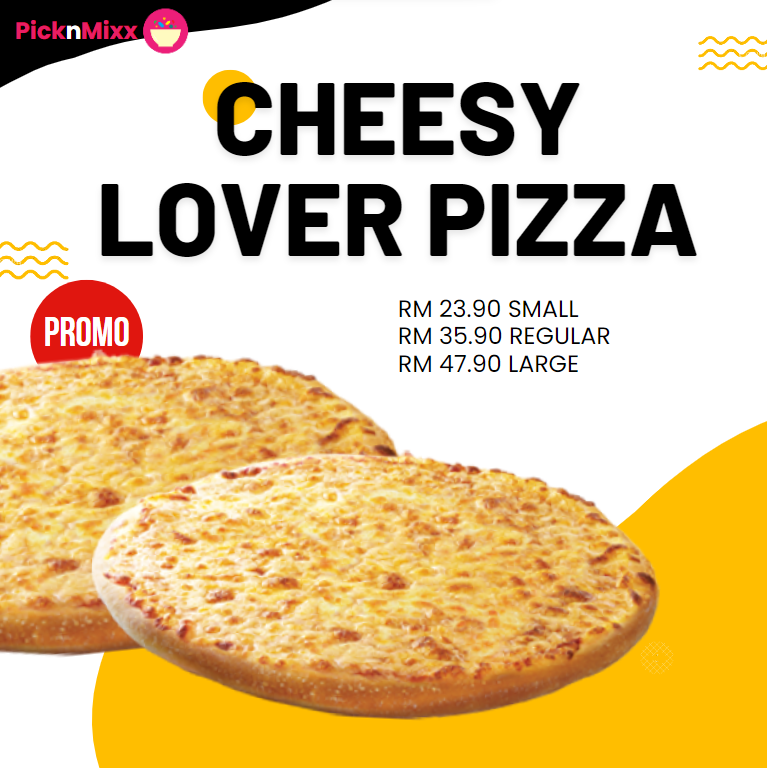 PicknMixx
CHEESY
LOVER PIZZA
PROMO
RM 23.90 SMALL
RM 35.90 REGULAR
RM 47.90 LARGE